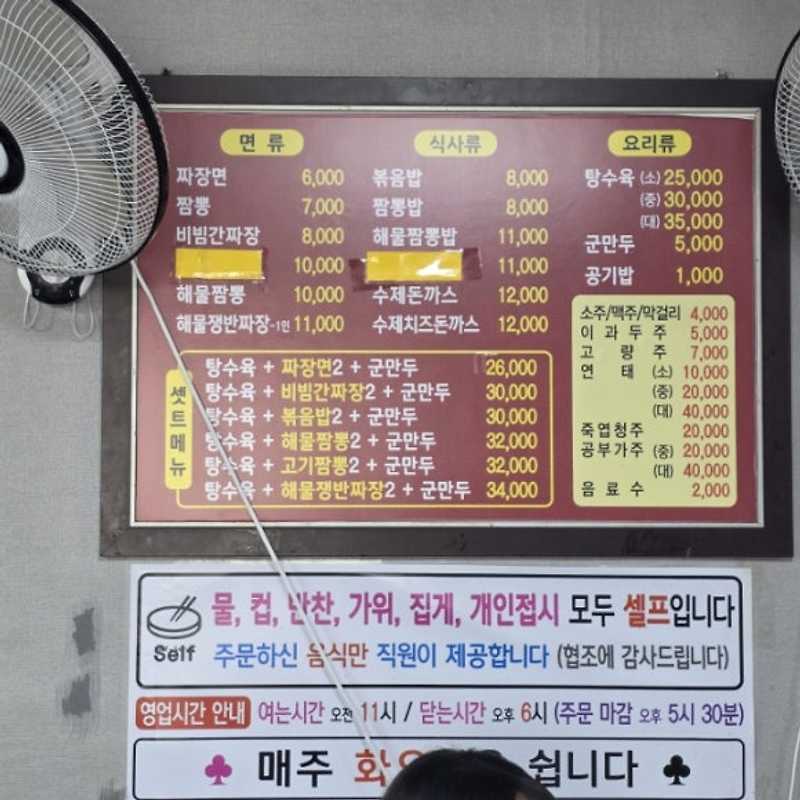 면 류
짜장면 6,000
짬뽕 7,000
비빔간짜장 8,000
10,000
해물짬뽕 10,000
해물쟁반짜장-1인 11,000
식사류
볶음밥 8,000
짬뽕밥 8,000
해물짬뽕밥 11,000
11,000
수제돈까스 12,000
수제치즈돈까스 12,000
요리류
탕수육 (소) 25,000
(중) 30,000
(대) 35,000
군만두 5,000
공기밥 1,000
소주/맥주/막걸리 4,000
이 과 두 주 5,000
고 량 주 7,000
연 태 (소) 10,000
(중) 20,000
(대) 40,000
죽엽청주 20,000
공부가주 (중) 20,000
(대) 40,000
음 료 수 2,000
셋트메뉴
탕수육 + 짜장면2 + 군만두 26,000
탕수육 + 비빔간짜장2 + 군만두 30,000
탕수육 + 볶음밥2 + 군만두 30,000
탕수육 + 해물짬뽕2 + 군만두 32,000
탕수육 + 고기짬뽕2 + 군만두 32,000
탕수육 + 해물쟁반짜장2 + 군만두 34,000
Self
물, 컵, 반찬, 가위, 집게, 개인접시 모두 셀프입니다
주문하신 음식만 직원이 제공합니다 (협조에 감사드립니다)
영업시간 안내 여는시간 오전 11시 / 닫는시간 오후 6시 (주문 마감 오후 5시 30분)
♣ 매주 쉽니다 ♣